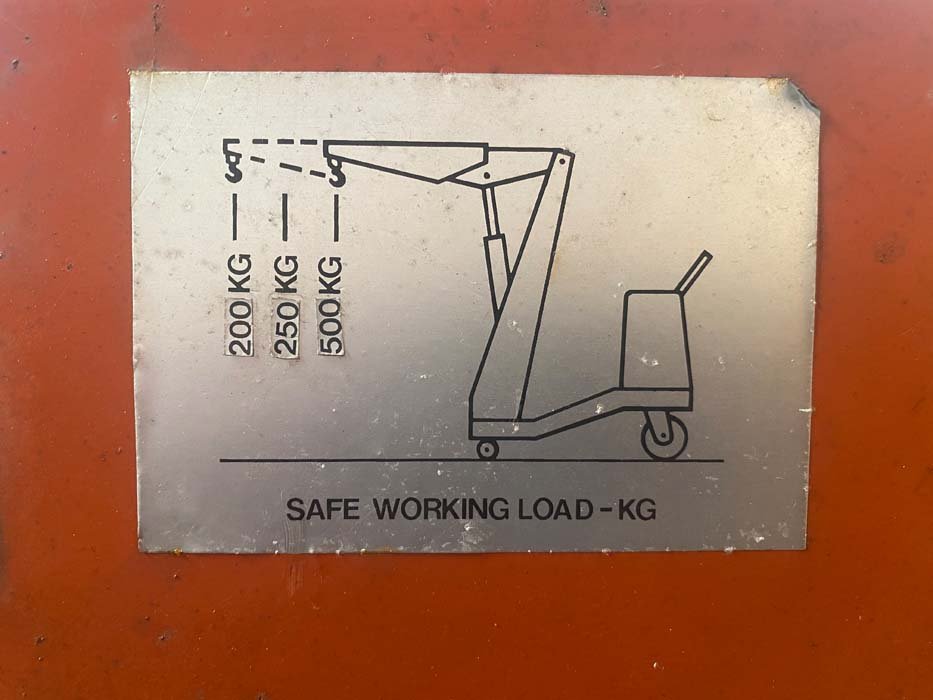 200 KG
250 KG
500 KG
SAFE WORKING LOAD - KG